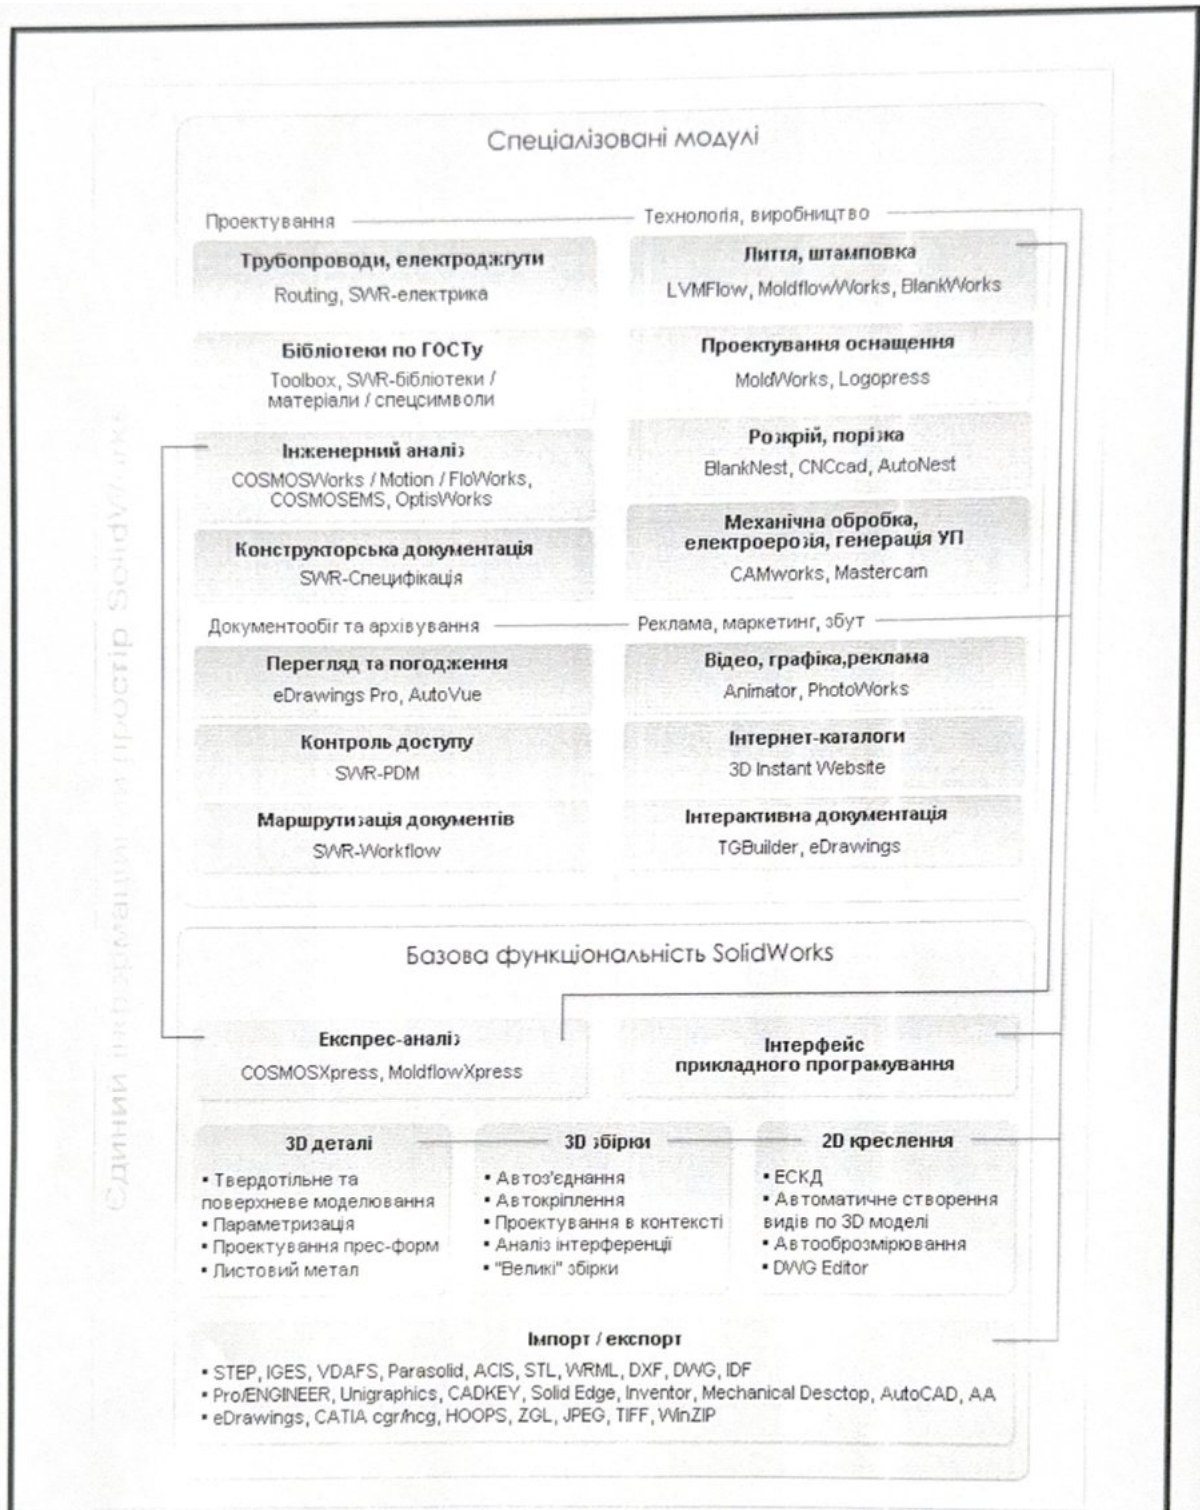 Спеціалізовані модулі
Проектування
Трубопроводи, електроджгути
Routing, SWR-електрика
Бібліотеки по ГОСТу
Toolbox, SWR-бібліотеки /
матеріали / спецсимволи
Інженерний аналіз
COSMOSWorks / Motion / FloWorks,
COSMOSEMS, OptisWorks
Конструкторська документація
SWR-Специфікація
Технологія, виробництво
Лиття, штамповка
LVMFlow, MoldflowWorks, BlankWorks
Проектування оснащення
MoldWorks, Logopress
Розкрій, порізка
BlankNest, CNCcad, AutoNest
Механічна обробка,
електроерозія, генерація УП
CAMworks, Mastercam
Документообіг та архівування
Перегляд та погодження
eDrawings Pro, AutoVue
Контроль доступу
SWR-PDM
Маршрутизація документів
SWR-Workflow
Реклама, маркетинг, збут
Відео, графіка,реклама
Animator, PhotoWorks
Інтернет-каталоги
3D Instant Website
Інтерактивна документація
TGBuilder, eDrawings
Базова функціональність SolidWorks
Експрес-аналіз
COSMOSXpress, MoldflowXpress
Інтерфейс
прикладного програмування
3D деталі
▪ Твердотільне та
поверхневе моделювання
▪ Параметризація
▪ Проектування прес-форм
▪ Листовий метал
3D збірки
▪ Автоз'єднання
▪ Автокріплення
▪ Проектування в контексті
▪ Аналіз інтерференції
▪ "Великі" збірки
2D креслення
▪ ЕСКД
▪ Автоматичне створення
видів по 3D моделі
▪ Автооброзмірювання
▪ DWG Editor
Імпорт / експорт
▪ STEP, IGES, VDAFS, Parasolid, ACIS, STL, WRML, DXF, DWG, IDF
▪ Pro/ENGINEER, Unigraphics, CADKEY, Solid Edge, Inventor, Mechanical Desctop, AutoCAD, AA
▪ eDrawings, CATIA cgr/hcg, HOOPS, ZGL, JPEG, TIFF, WinZIP
Єдиний простір SolidWorks